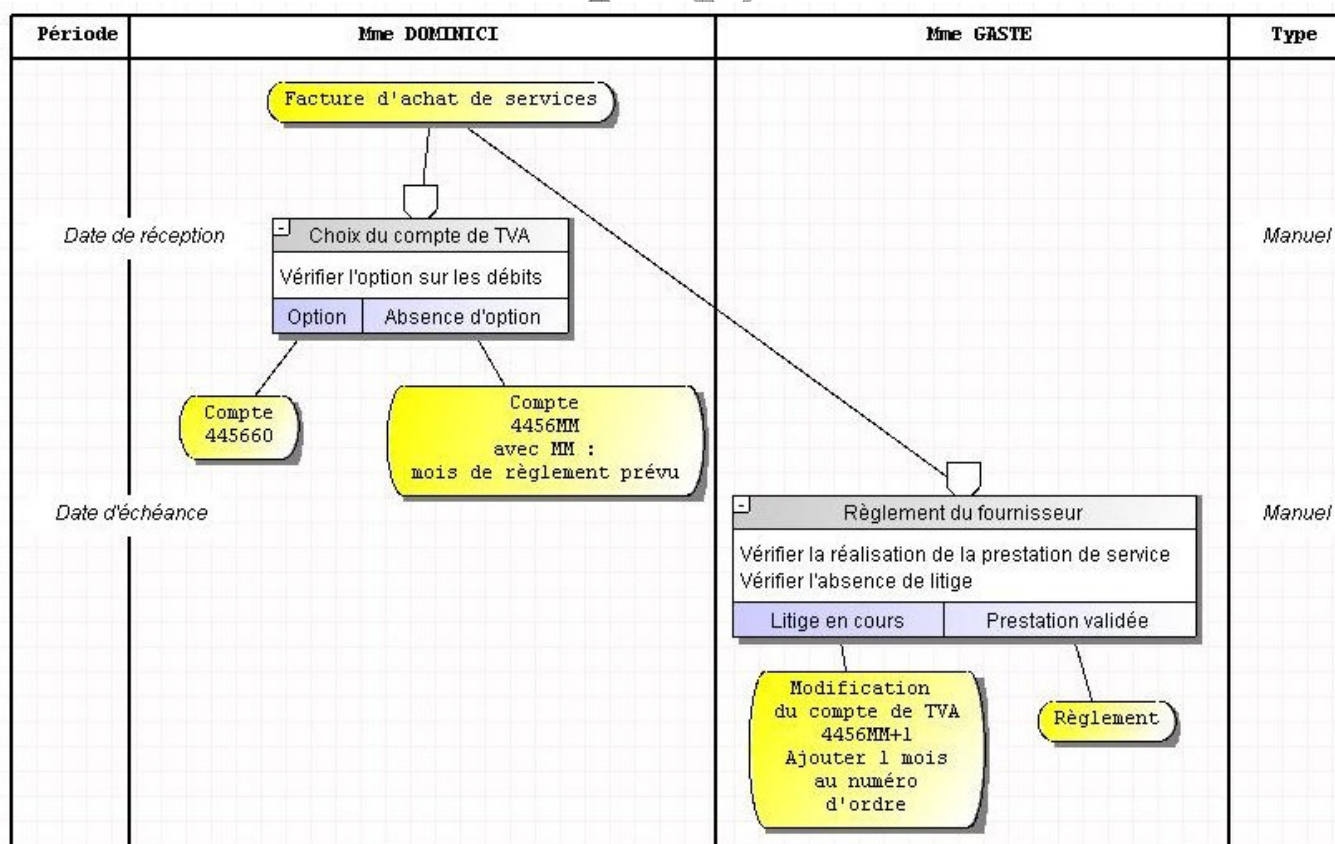 Période
Mme DOMINICI
Mme GASTE
Type
Facture d'achat de services
Date de réception
- Choix du compte de TVA
Manuel
Vérifier l'option sur les débits
Option
Absence d'option
Compte
445660
Compte
4456MM
avec MM :
mois de règlement prévu
Date d'échéance
- Règlement du fournisseur
Manuel
Vérifier la réalisation de la prestation de service
Vérifier l'absence de litige
Litige en cours
Prestation validée
Modification
du compte de TVA
4456MM+1
Ajouter 1 mois
au numéro
d'ordre
Règlement